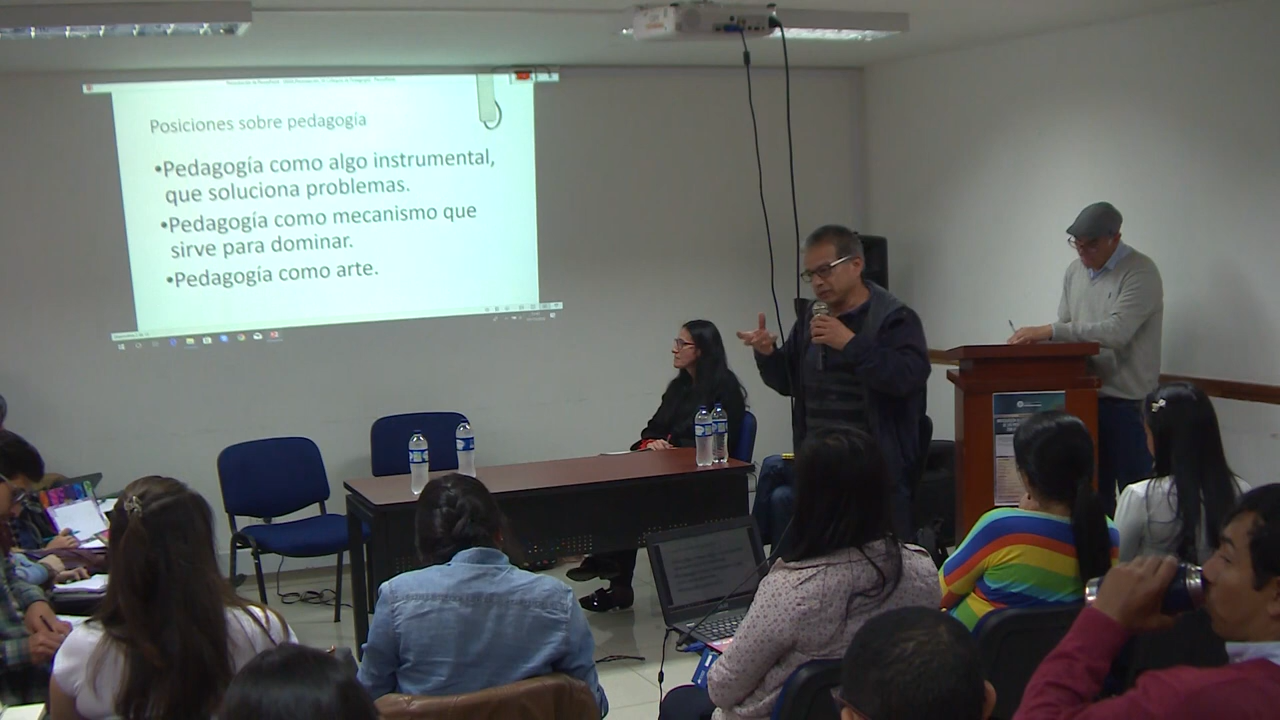 Posiciones sobre pedagogía
•Pedagogía como algo instrumental,
que soluciona problemas.
•Pedagogía como mecanismo que
sirve para dominar.
•Pedagogía como arte.